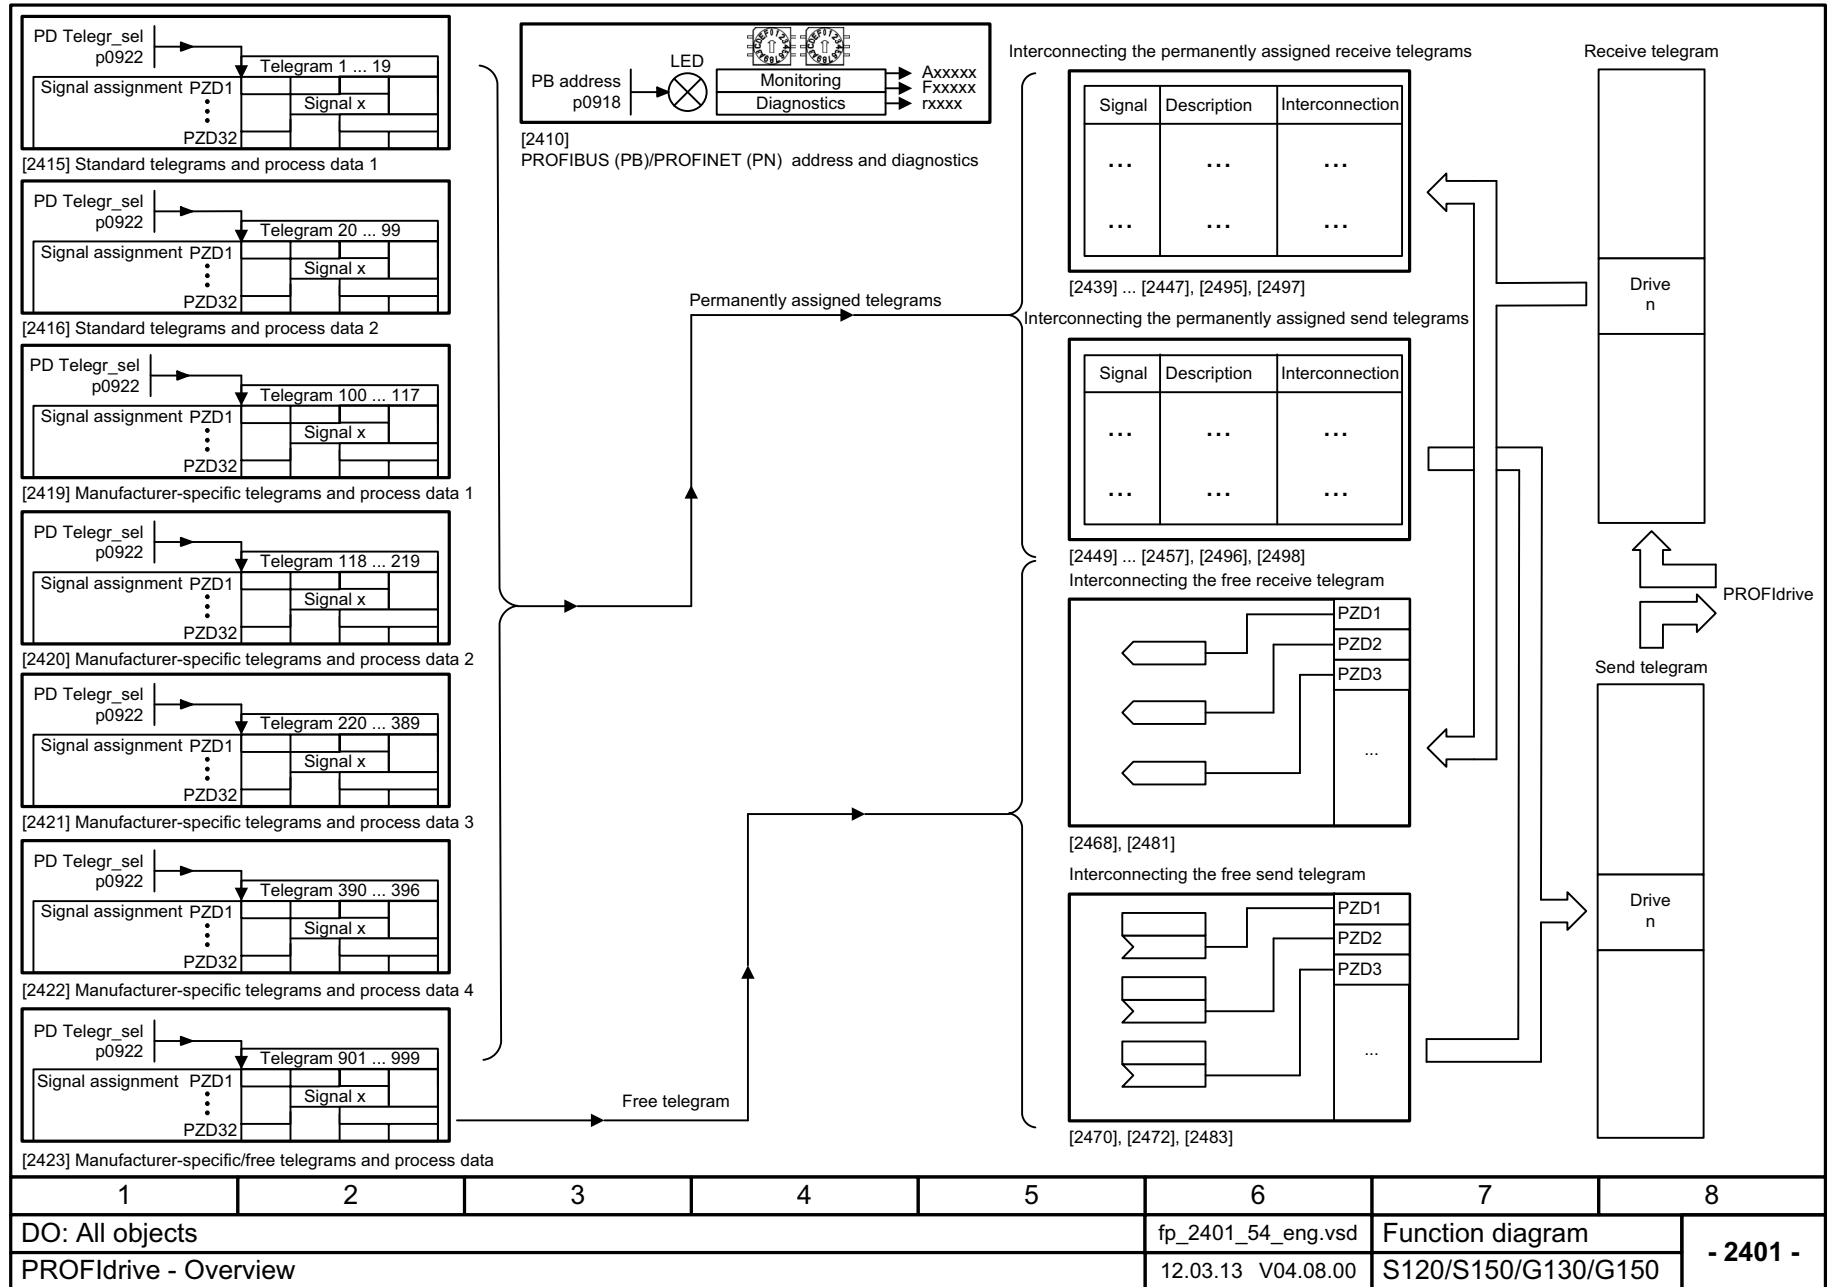 PD Telegr_sel
p0922
Telegram 1 ... 19
Signal assignment PZD1
Signal x
PZD32
[2415] Standard telegrams and process data 1
PD Telegr_sel
p0922
Telegram 20 ... 99
Signal assignment PZD1
Signal x
PZD32
[2416] Standard telegrams and process data 2
PD Telegr_sel
p0922
Telegram 100 ... 117
Signal assignment PZD1
Signal x
PZD32
[2419] Manufacturer-specific telegrams and process data 1
PD Telegr_sel
p0922
Telegram 118 ... 219
Signal assignment PZD1
Signal x
PZD32
[2420] Manufacturer-specific telegrams and process data 2
PD Telegr_sel
p0922
Telegram 220 ... 389
Signal assignment PZD1
Signal x
PZD32
[2421] Manufacturer-specific telegrams and process data 3
PD Telegr_sel
p0922
Telegram 390 ... 396
Signal assignment PZD1
Signal x
PZD32
[2422] Manufacturer-specific telegrams and process data 4
PD Telegr_sel
p0922
Telegram 901 ... 999
Signal assignment PZD1
Signal x
PZD32
[2423] Manufacturer-specific/free telegrams and process data
PB address
p0918
LED
Monitoring
Diagnostics
Axxxxx
Fxxxxx
rxxxx
[2410]
PROFIBUS (PB)/PROFINET (PN) address and diagnostics
Permanently assigned telegrams
Free telegram
Interconnecting the permanently assigned receive telegrams
Signal Description Interconnection
... ... ...
... ... ...
[2439] ... [2447], [2495], [2497]
Interconnecting the permanently assigned send telegrams
Signal Description Interconnection
... ... ...
... ... ...
[2449] ... [2457], [2496], [2498]
Interconnecting the free receive telegram
PZD1
PZD2
PZD3
...
[2468], [2481]
Interconnecting the free send telegram
PZD1
PZD2
PZD3
...
[2470], [2472], [2483]
Receive telegram
Drive
n
PROFIdrive
Send telegram
Drive
n
1 2 3 4 5 6 7 8
DO: All objects
fp_2401_54_eng.vsd
Function diagram
- 2401 -
PROFIdrive - Overview
12.03.13 V04.08.00
S120/S150/G130/G150